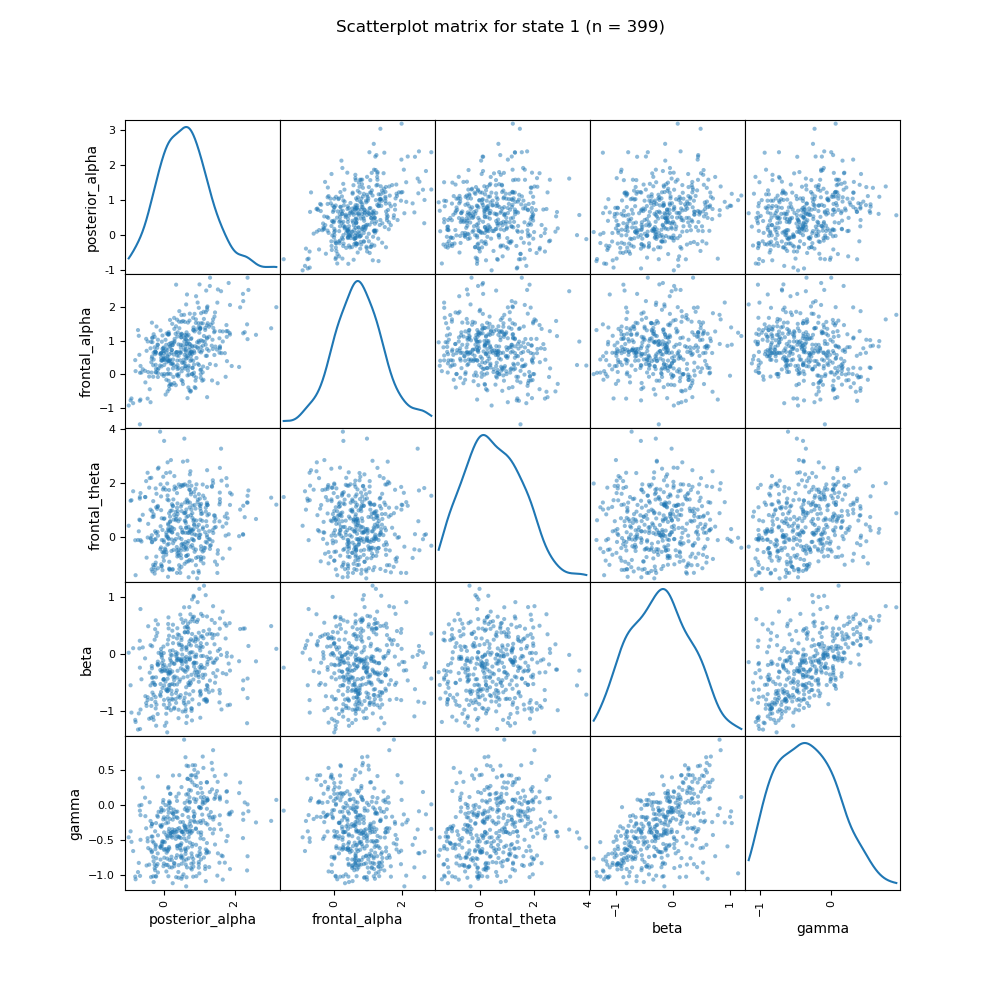 Scatterplot matrix for state 1 (n = 399)
posterior_alpha
3
2
1
0
-1
frontal_alpha
2
1
0
−1
frontal_theta
4
2
0
beta
1
0
−1
gamma
0.5
0.0
−0.5
−1.0
0 2 0 2 0 2 4 −1 0 1 −1 0
posterior_alpha frontal_alpha frontal_theta beta gamma